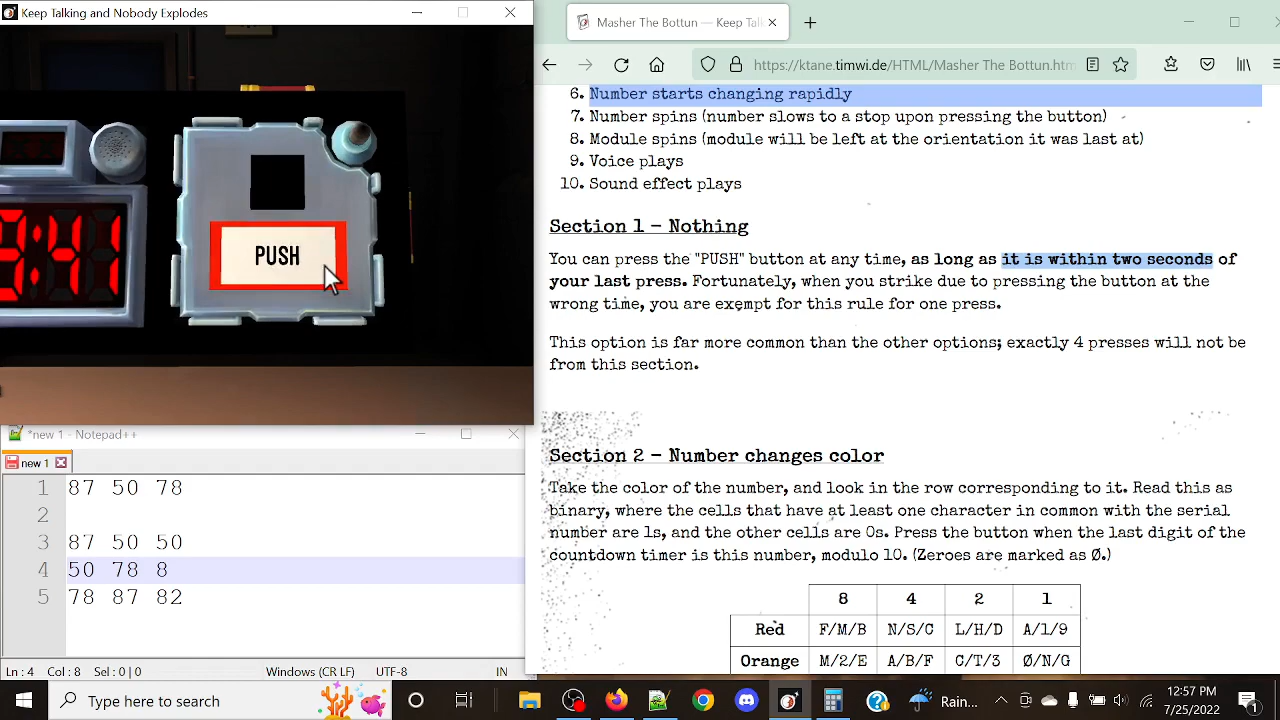 Keep Talking and Nobody Explodes
PUSH
:41
*new 1 - Notepad++
new 1
1 87 50 78
2
3 87 50 50
4 50 78 8
5 78 87 82
Ln : 4 Col : 8 Sel : 0 | 0 Windows (CR LF) UTF-8 IN
Masher The Bottun — Keep Talk
https://ktane.timwi.de/HTML/Masher The Bottun.htm
6. Number starts changing rapidly
7. Number spins (number slows to a stop upon pressing the button)
8. Module spins (module will be left at the orientation it was last at)
9. Voice plays
10. Sound effect plays
Section 1 – Nothing
You can press the "PUSH" button at any time, as long as it is within two seconds of
your last press. Fortunately, when you strike due to pressing the button at the
wrong time, you are exempt for this rule for one press.
This option is far more common than the other options; exactly 4 presses will not be
from this section.
Section 2 – Number changes color
Take the color of the number, and look in the row corresponding to it. Read this as
binary, where the cells that have at least one character in common with the serial
number are 1s, and the other cells are 0s. Press the button when the last digit of the
countdown timer is this number, modulo 10. (Zeroes are marked as Ø.)
8 4 2 1
Red F/M/B N/S/C L/H/D A/1/9
Orange M/2/E A/B/F C/T/3 Ø/N/G
Type here to search
Rain...
12:57 PM
7/25/2022